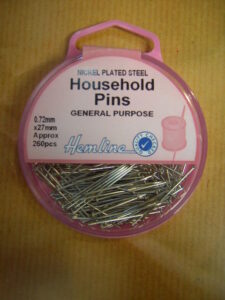 NICKEL PLATED STEEL
Household
Pins
GENERAL PURPOSE
0.72mm
x27mm
Approx
260pcs
Hemline